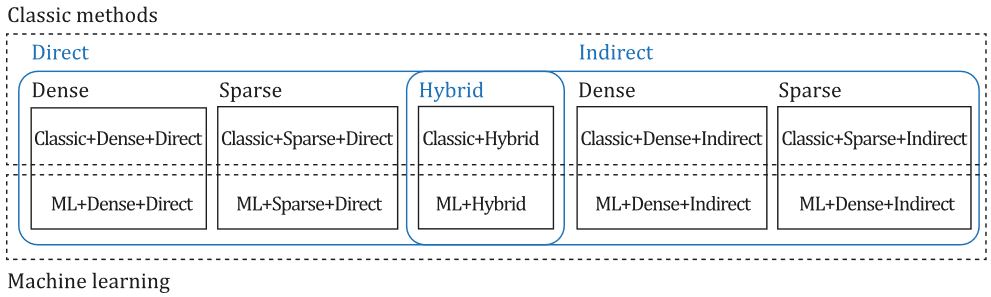 Classic methods
Direct
Indirect
Dense
Sparse
Hybrid
Dense
Sparse
Classic+Dense+Direct
Classic+Sparse+Direct
Classic+Hybrid
Classic+Dense+Indirect
Classic+Sparse+Indirect
ML+Dense+Direct
ML+Sparse+Direct
ML+Hybrid
ML+Dense+Indirect
ML+Dense+Indirect
Machine learning